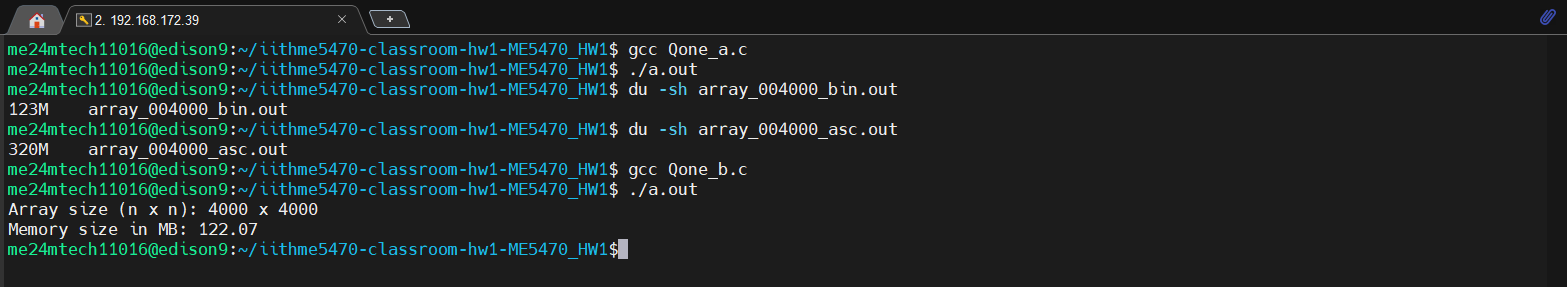 2. 192.168.172.39
me24mtech11016@edison9:~/iithme5470-classroom-hw1-ME5470_HW1$ gcc Qone_a.c
me24mtech11016@edison9:~/iithme5470-classroom-hw1-ME5470_HW1$ ./a.out
me24mtech11016@edison9:~/iithme5470-classroom-hw1-ME5470_HW1$ du -sh array_004000_bin.out
123M    array_004000_bin.out
me24mtech11016@edison9:~/iithme5470-classroom-hw1-ME5470_HW1$ du -sh array_004000_asc.out
320M    array_004000_asc.out
me24mtech11016@edison9:~/iithme5470-classroom-hw1-ME5470_HW1$ gcc Qone_b.c
me24mtech11016@edison9:~/iithme5470-classroom-hw1-ME5470_HW1$ ./a.out
Array size (n x n): 4000 x 4000
Memory size in MB: 122.07
me24mtech11016@edison9:~/iithme5470-classroom-hw1-ME5470_HW1$